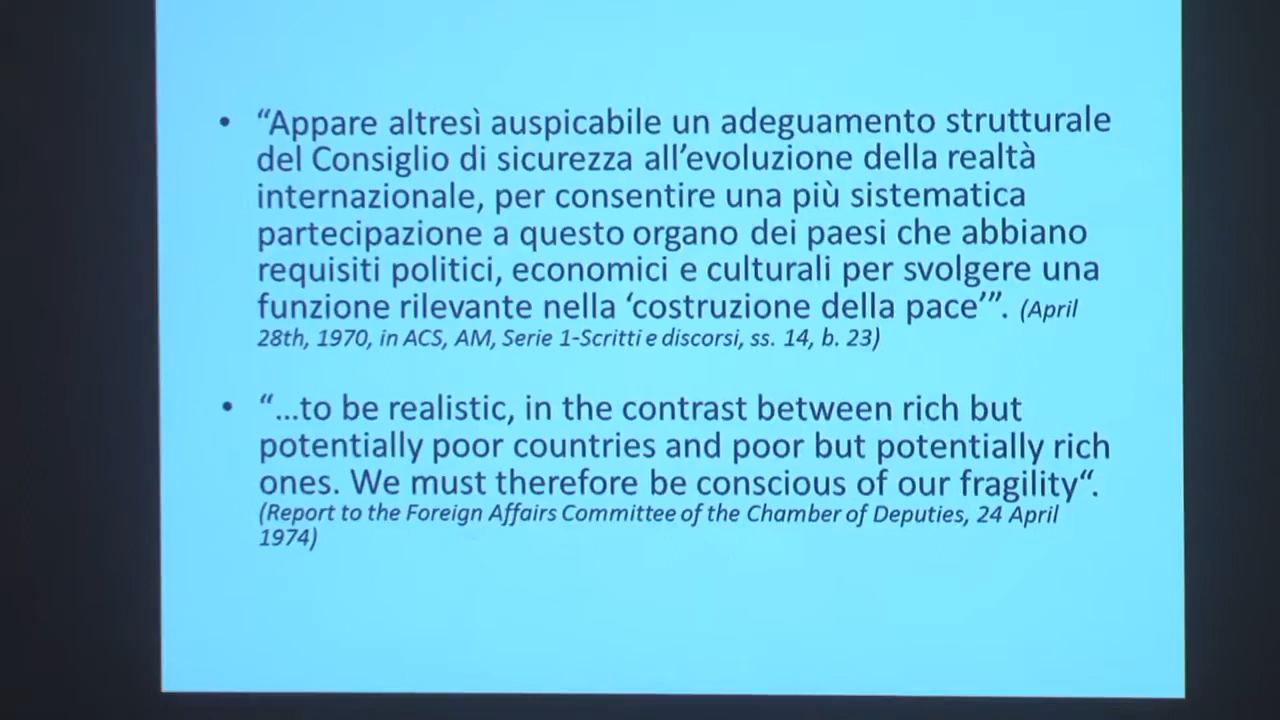 • “Appare altresì auspicabile un adeguamento strutturale
del Consiglio di sicurezza all’evoluzione della realtà
internazionale, per consentire una più sistematica
partecipazione a questo organo dei paesi che abbiano
requisiti politici, economici e culturali per svolgere una
funzione rilevante nella ‘costruzione della pace’”. (April
28th, 1970, in ACS, AM, Serie 1-Scritti e discorsi, ss. 14, b. 23)
• “…to be realistic, in the contrast between rich but
potentially poor countries and poor but potentially rich
ones. We must therefore be conscious of our fragility“.
(Report to the Foreign Affairs Committee of the Chamber of Deputies, 24 April
1974)